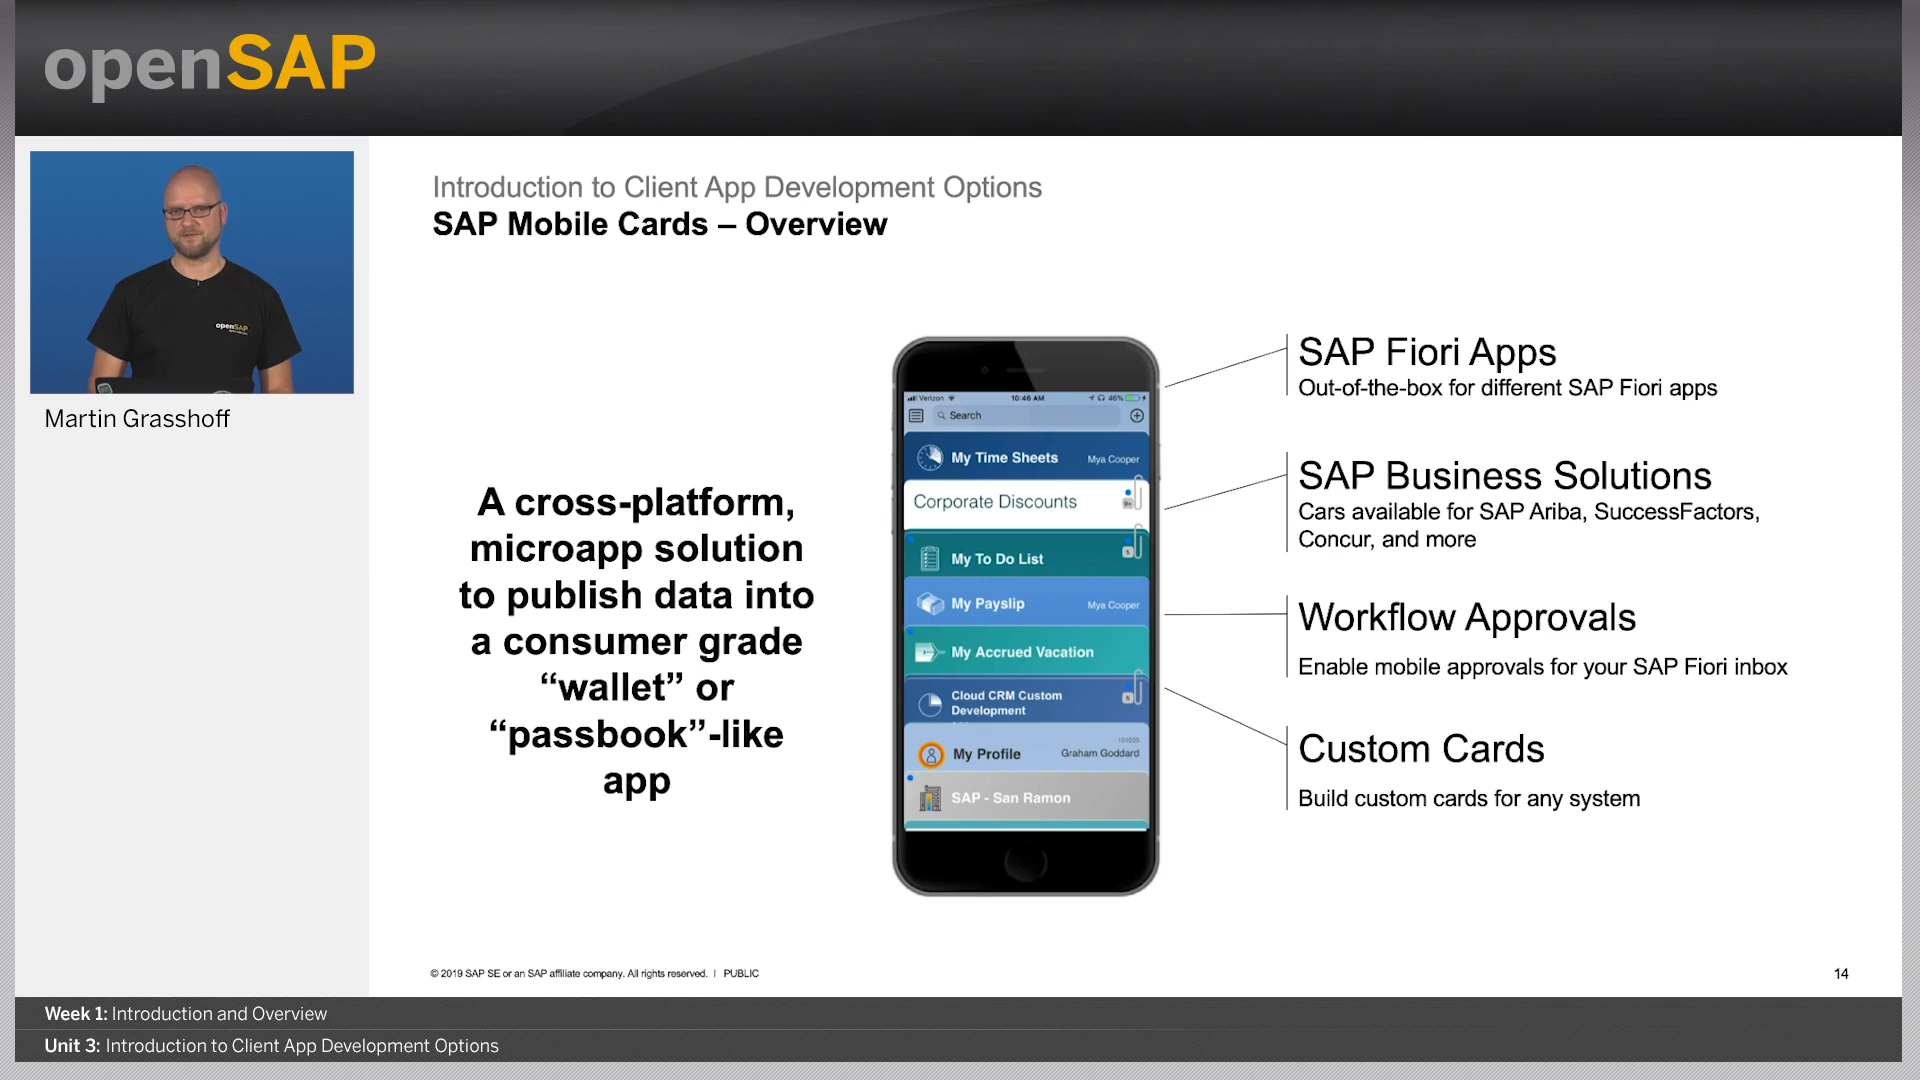 openSAP
openSAP
Martin Grasshoff
Introduction to Client App Development Options
SAP Mobile Cards – Overview
A cross-platform,
microapp solution
to publish data into
a consumer grade
“wallet” or
“passbook”-like
app
Verizon 10:46 AM 46%
Search
My Time Sheets Mya Cooper
Corporate Discounts
My To Do List
My Payslip Mya Cooper
My Accrued Vacation
Cloud CRM Custom
Development
My Profile Graham Goddard
SAP - San Ramon
SAP Fiori Apps
Out-of-the-box for different SAP Fiori apps
SAP Business Solutions
Cars available for SAP Ariba, SuccessFactors,
Concur, and more
Workflow Approvals
Enable mobile approvals for your SAP Fiori inbox
Custom Cards
Build custom cards for any system
© 2019 SAP SE or an SAP affiliate company. All rights reserved. | PUBLIC
14
Week 1: Introduction and Overview
Unit 3: Introduction to Client App Development Options